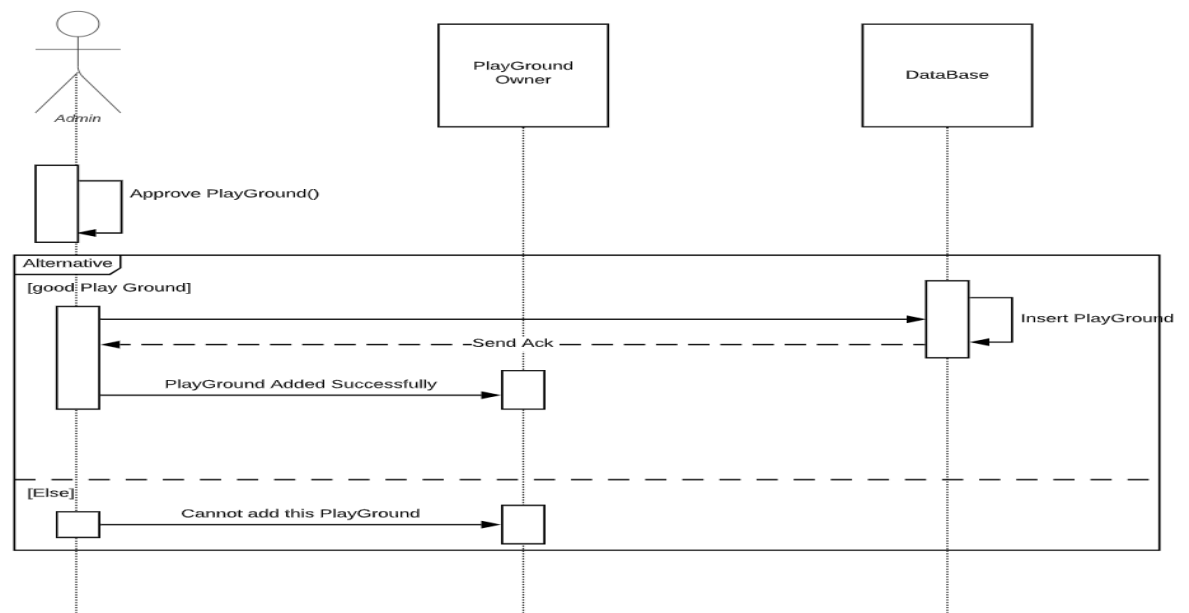 PlayGround
Owner
DataBase
Admin
Approve PlayGround()
Alternative
[good Play Ground]
Insert PlayGround
Send Ack
PlayGround Added Successfully
[Else]
Cannot add this PlayGround